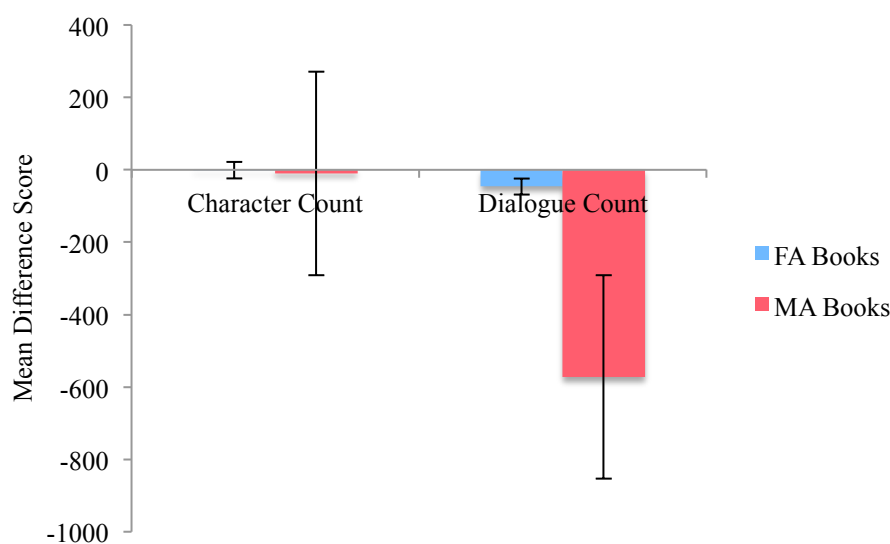 400
200
0
-200
-400
-600
-800
-1000
Mean Difference Score
Character Count
Dialogue Count
FA Books
MA Books